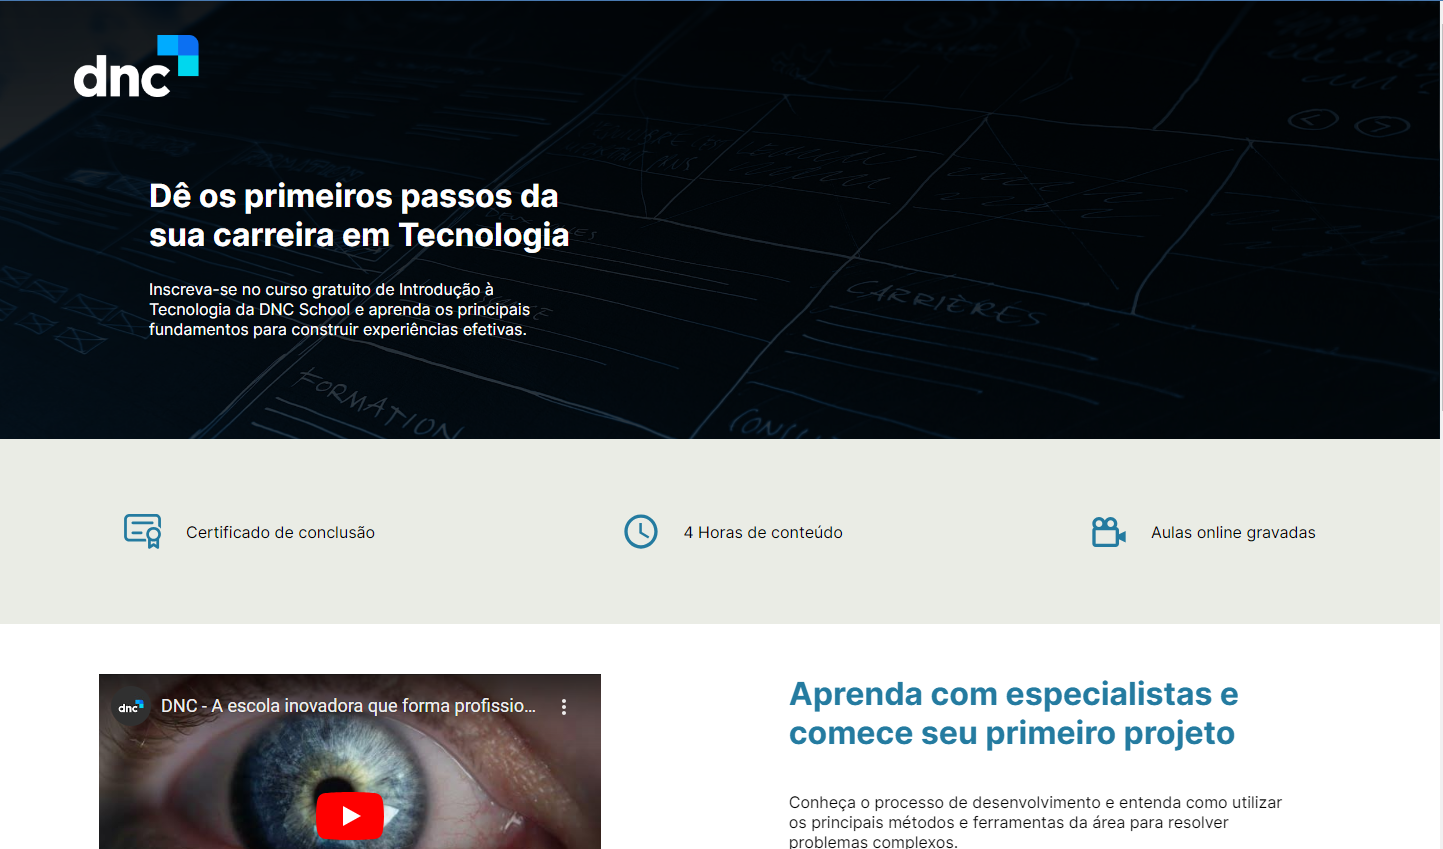 dnc
Dê os primeiros passos da
sua carreira em Tecnologia
Inscreva-se no curso gratuito de Introdução à
Tecnologia da DNC School e aprenda os principais
fundamentos para construir experiências efetivas.
CARRIÈRES
FORMATION
Certificado de conclusão
4 Horas de conteúdo
Aulas online gravadas
dnc
DNC - A escola inovadora que forma profissio...
Aprenda com especialistas e
comece seu primeiro projeto
Conheça o processo de desenvolvimento e entenda como utilizar
os principais métodos e ferramentas da área para resolver
problemas complexos.